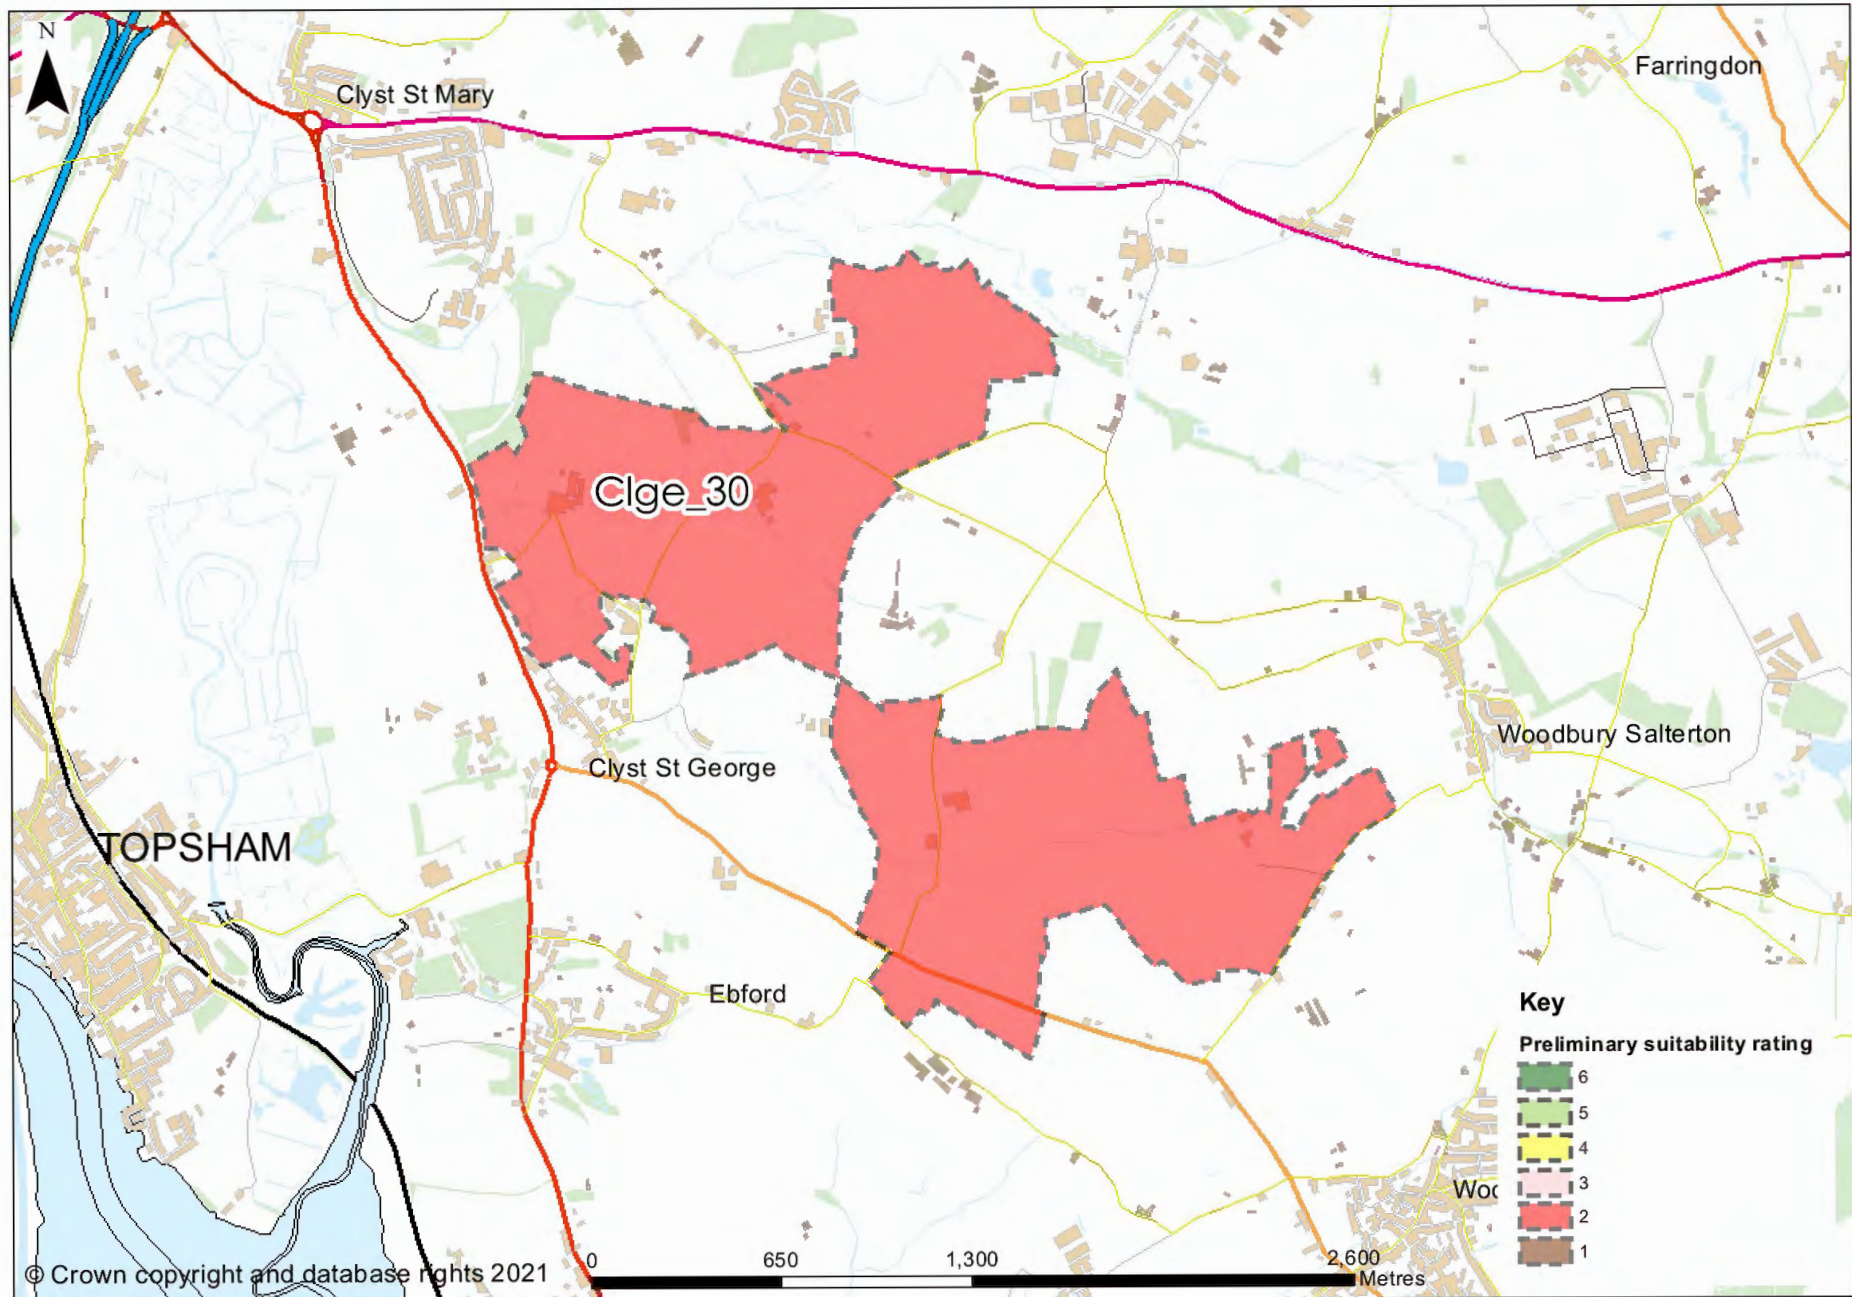 N
Clyst St Mary
Farringdon
Clge_30
Woodbury Salterton
Clyst St George
TOPSHAM
Ebford
Key
Preliminary suitability rating
6
5
4
3
2
1
Woo
0 650 1,300 2,600
Metres
© Crown copyright and database rights 2021